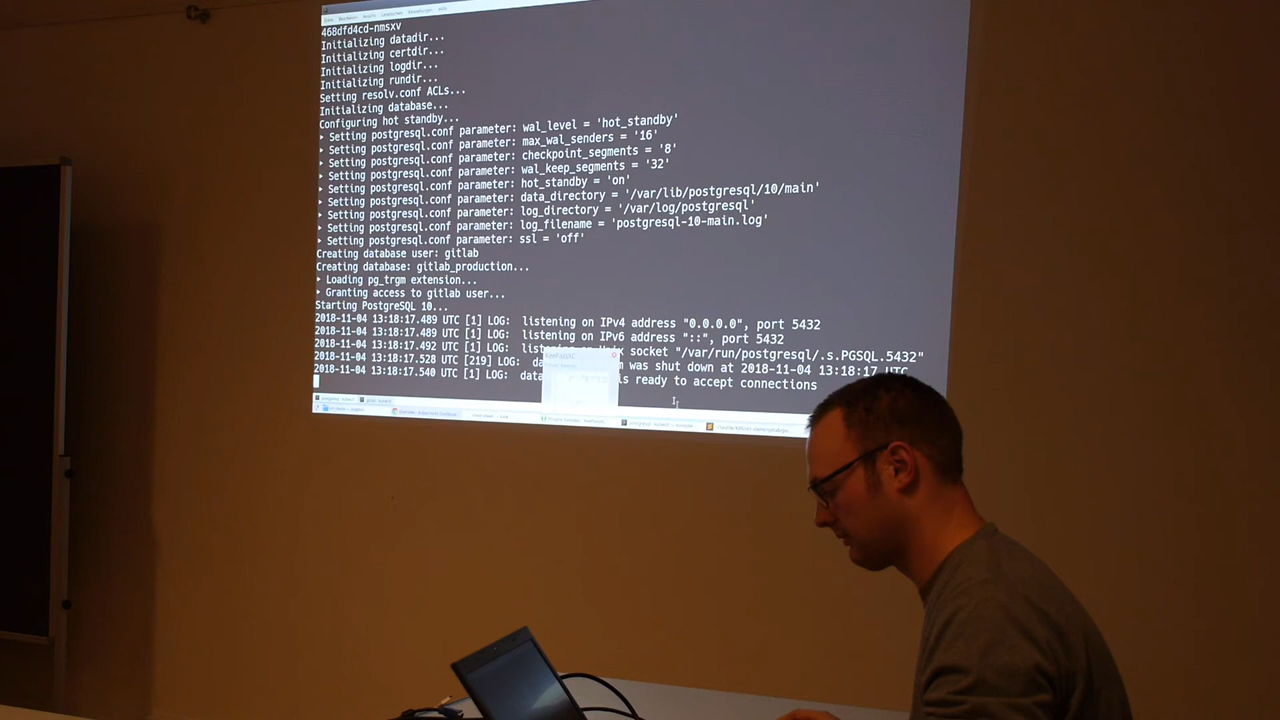 468dfd4cd-nmsxv
Initializing datadir...
Initializing certdir...
Initializing logdir...
Initializing rundir...
Setting resolv.conf ACLs...
Initializing database...
Configuring hot standby...
‣ Setting postgresql.conf parameter: wal_level = 'hot_standby'
‣ Setting postgresql.conf parameter: max_wal_senders = '16'
‣ Setting postgresql.conf parameter: checkpoint_segments = '8'
‣ Setting postgresql.conf parameter: wal_keep_segments = '32'
‣ Setting postgresql.conf parameter: hot_standby = 'on'
‣ Setting postgresql.conf parameter: data_directory = '/var/lib/postgresql/10/main'
‣ Setting postgresql.conf parameter: log_directory = '/var/log/postgresql'
‣ Setting postgresql.conf parameter: log_filename = 'postgresql-10-main.log'
‣ Setting postgresql.conf parameter: ssl = 'off'
Creating database user: gitlab
Creating database: gitlab_production...
‣ Loading pg_trgm extension...
‣ Granting access to gitlab user...
Starting PostgreSQL 10...
2018-11-04 13:18:17.489 UTC [1] LOG:  listening on IPv4 address "0.0.0.0", port 5432
2018-11-04 13:18:17.489 UTC [1] LOG:  listening on IPv6 address "::", port 5432
2018-11-04 13:18:17.492 UTC [1] LOG:  listening on Unix socket "/var/run/postgresql/.s.PGSQL.5432"
2018-11-04 13:18:17.528 UTC [219] LOG:  was shut down at 2018-11-04 13:18:17 UTC
2018-11-04 13:18:17.540 UTC [1] LOG:  is ready to accept connections
KeePassXC